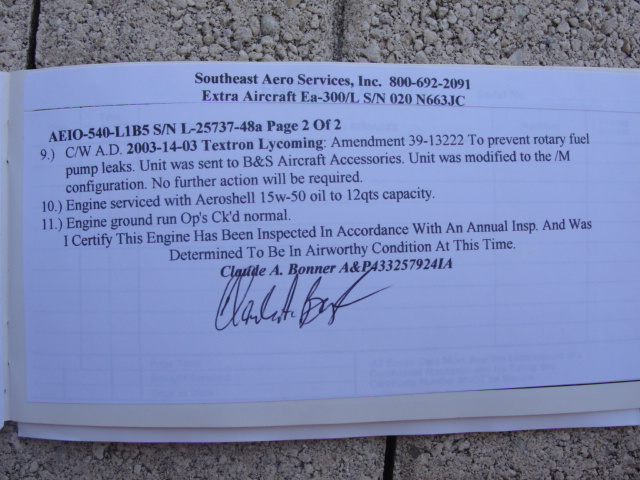 Southeast Aero Services, Inc. 800-692-2091
Extra Aircraft Ea-300/L S/N 020 N663JC
AEIO-540-L1B5 S/N L-25737-48a Page 2 Of 2
9.) C/W A.D. 2003-14-03 Textron Lycoming: Amendment 39-13222 To prevent rotary fuel
pump leaks. Unit was sent to B&S Aircraft Accessories. Unit was modified to the /M
configuration. No further action will be required.
10.) Engine serviced with Aeroshell 15w-50 oil to 12qts capacity.
11.) Engine ground run Op's Ck'd normal.
I Certify This Engine Has Been Inspected In Accordance With An Annual Insp. And Was
Determined To Be In Airworthy Condition At This Time.
Claude A. Bonner A&P433257924IA